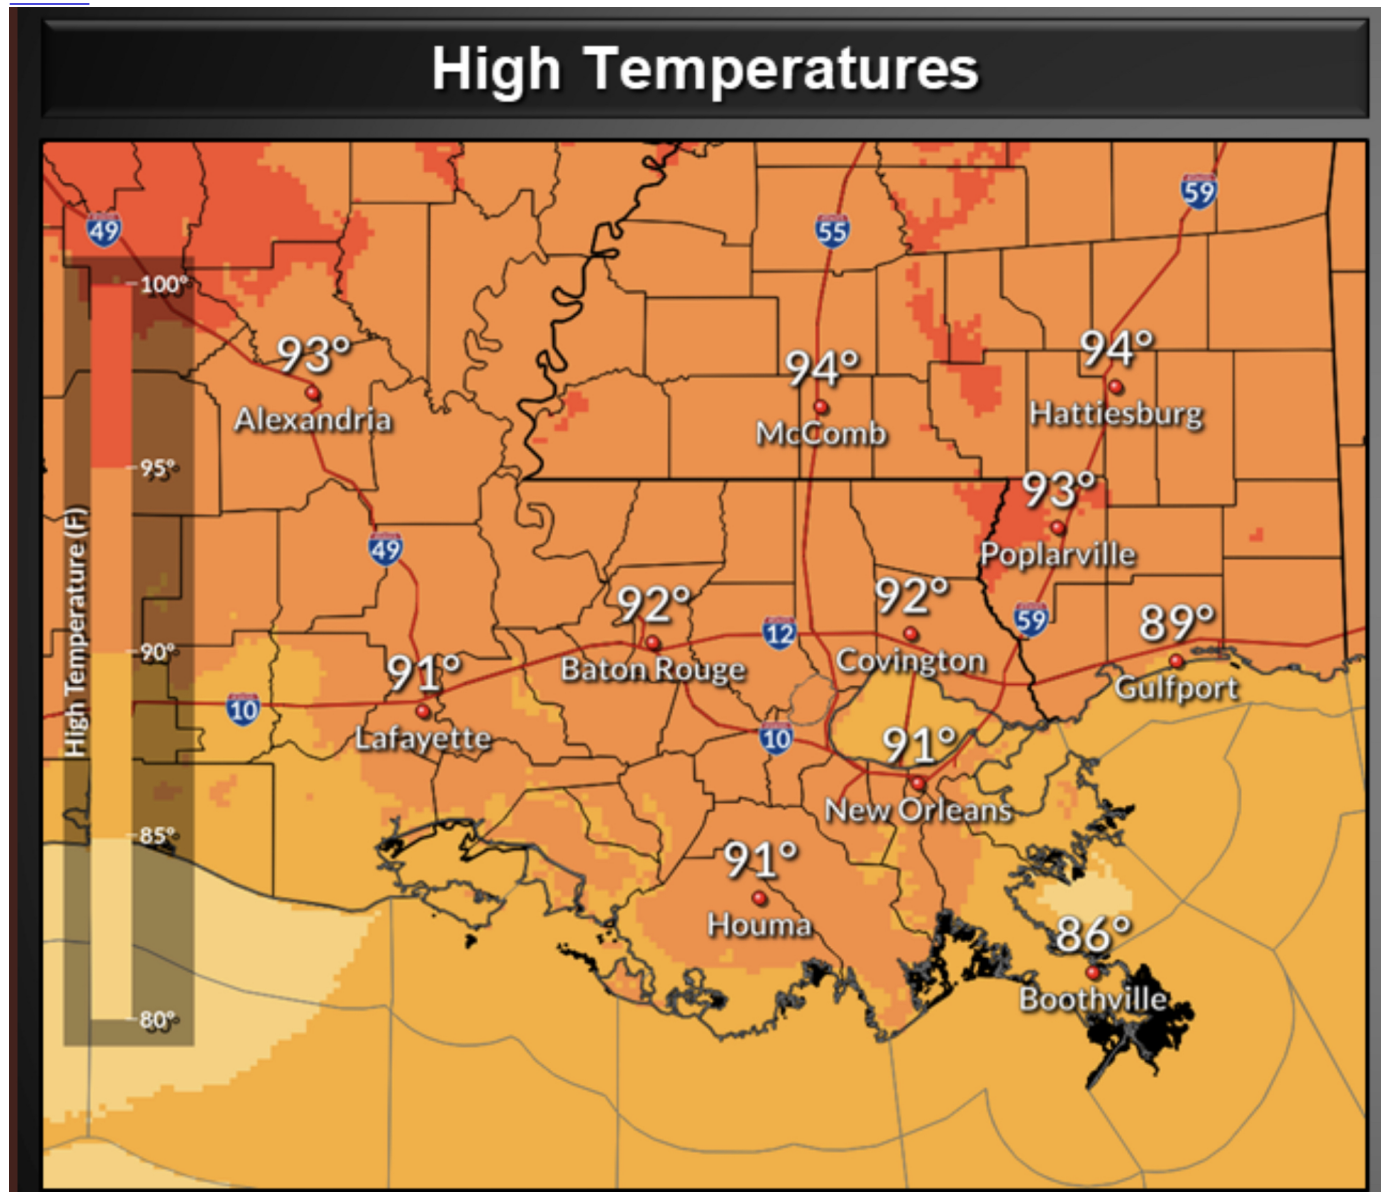 High Temperatures
59
49
55
100°
94°
93°
94°
Hattiesburg
Alexandria
McComb
95°
93°
High Temperature (F)
49
Poplarville
92°
92°
59
89°
12
90°
91°
Baton Rouge
Covington
Gulfport
10
Lafayette
10
91°
New Orleans
85°
91°
Houma
86°
Boothville
80°